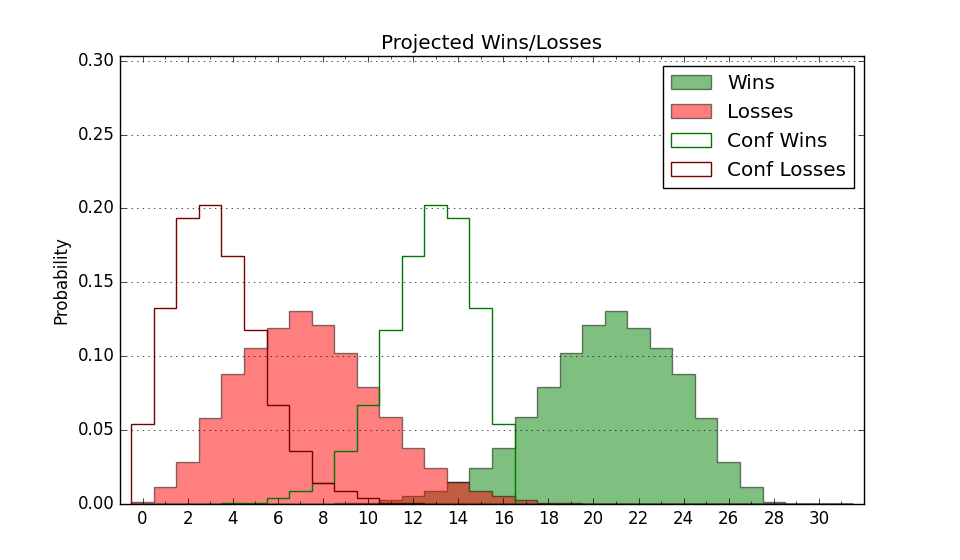 Projected Wins/Losses
0.30
0.25
0.20
0.15
0.10
0.05
0.00
Probability
Wins
Losses
Conf Wins
Conf Losses
0 2 4 6 8 10 12 14 16 18 20 22 24 26 28 30